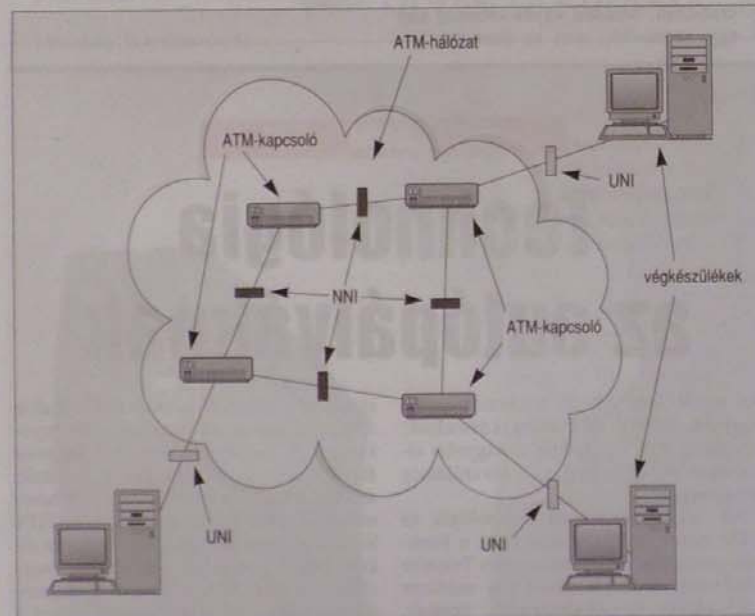 ATM-hálózat
ATM-kapcsoló
UNI
végkészülékek
NNI
ATM-kapcsoló
UNI
UNI